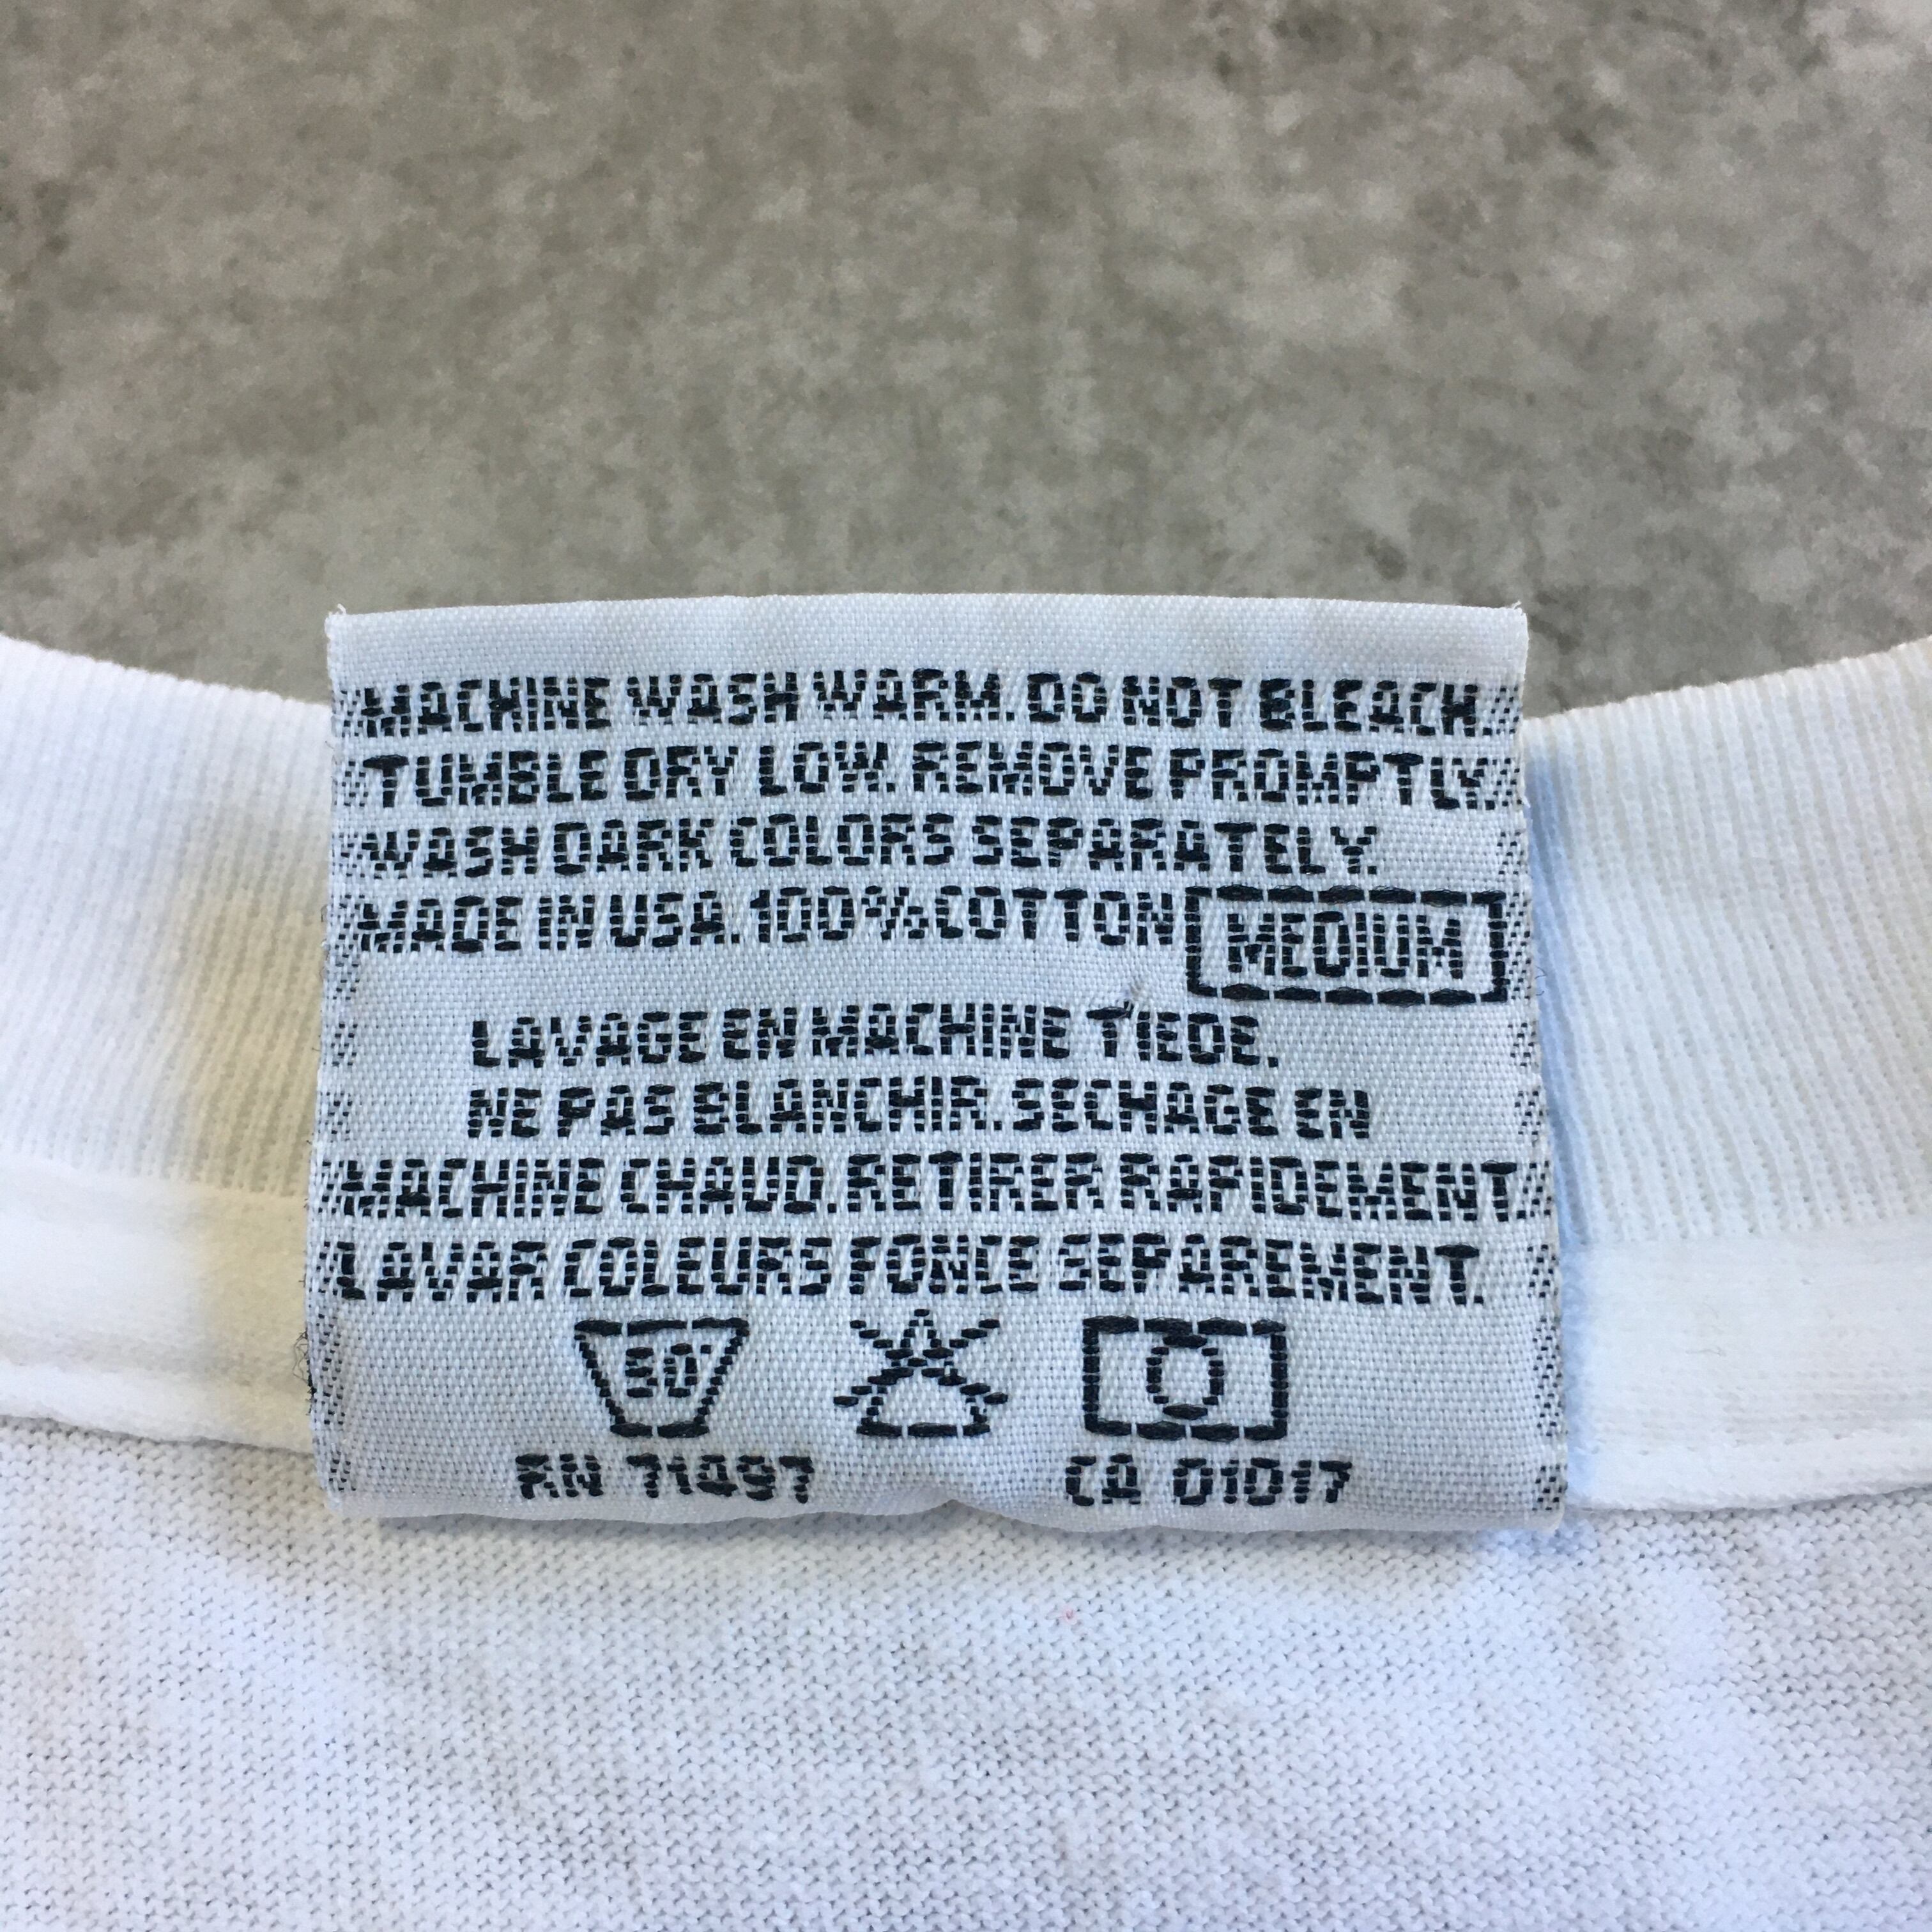 MACHINE WASH WARM. DO NOT BLEACH.
TUMBLE DRY LOW. REMOVE PROMPTLY.
WASH DARK COLORS SEPARATELY.
MADE IN USA. 100% COTTON MEDIUM
LAVAGE EN MACHINE TIEDE.
NE PAS BLANCHIR. SECHAGE EN
MACHINE CHAUD. RETIRER RAPIDEMENT
LAVAR COLEURS FONCE SEPAREMENT.
50°
RN 71497 CA 01017